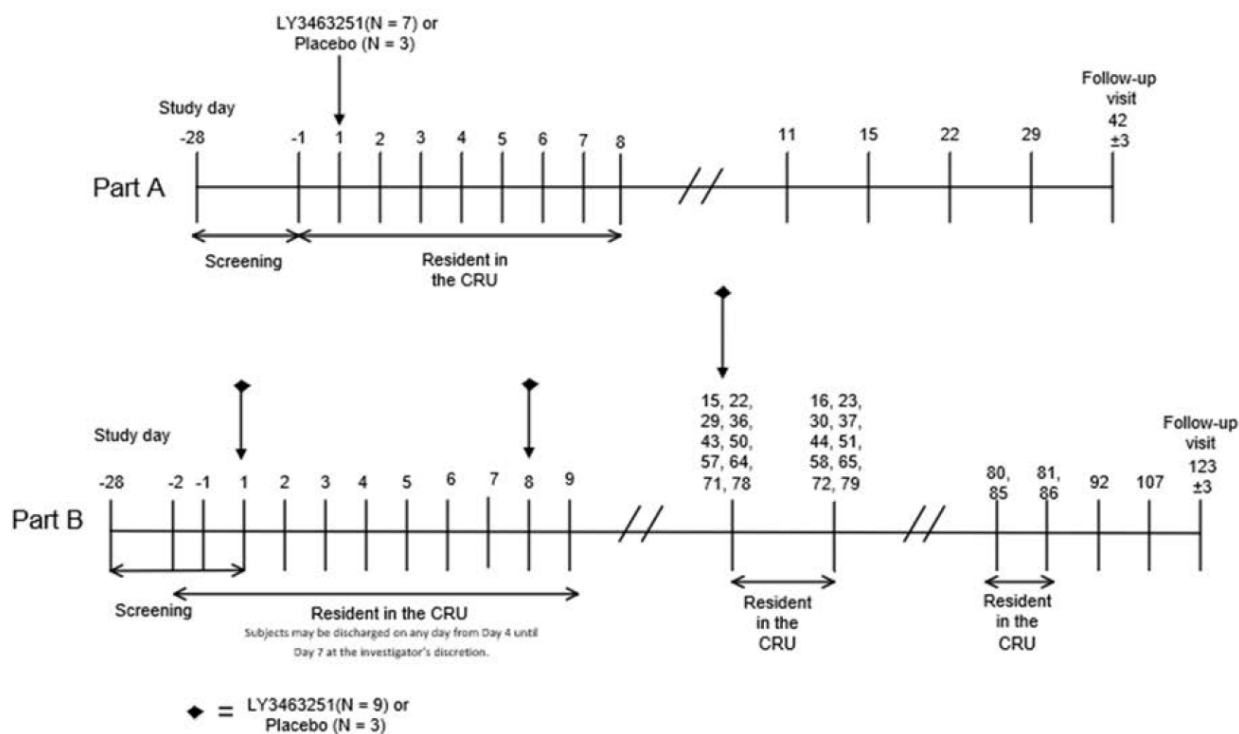 LY3463251(N = 7) or
Placebo (N = 3)
Study day
Follow-up
visit
-28
-1
1
2
3
4
5
6
7
8
11
15
22
29
42
±3
Part A
Screening
Resident in
the CRU
Study day
15, 22,
29, 36,
43, 50,
57, 64,
71, 78
16, 23,
30, 37,
44, 51,
58, 65,
72, 79
Follow-up
visit
-28
-2
-1
1
2
3
4
5
6
7
8
9
80,
85
81,
86
92
107
123
±3
Part B
Screening
Resident in the CRU
Subjects may be discharged on any day from Day 4 until
Day 7 at the investigator's discretion.
Resident
in the
CRU
Resident
in the
CRU
= LY3463251(N = 9) or
Placebo (N = 3)